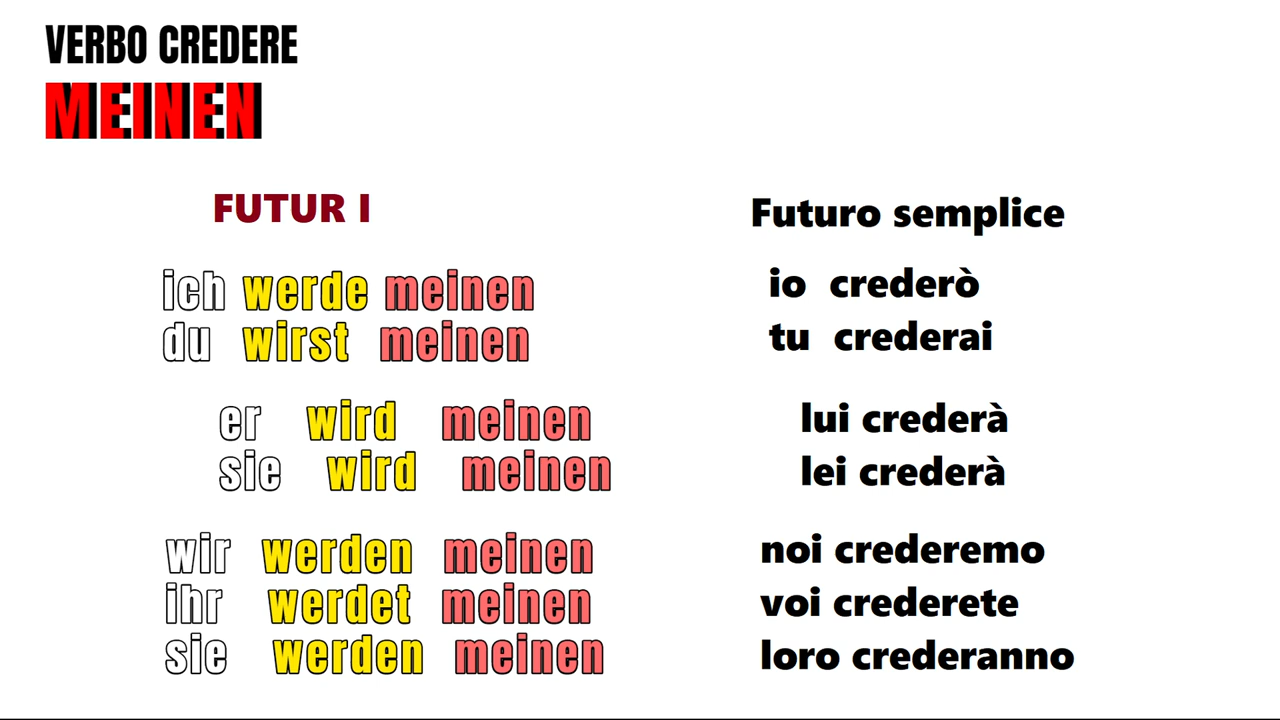 VERBO CREDERE
MEINEN
FUTUR I
ich werde meinen
du wirst meinen
er wird meinen
sie wird meinen
wir werden meinen
ihr werdet meinen
sie werden meinen
Futuro semplice
io crederò
tu crederai
lui crederà
lei crederà
noi crederemo
voi crederete
loro crederanno